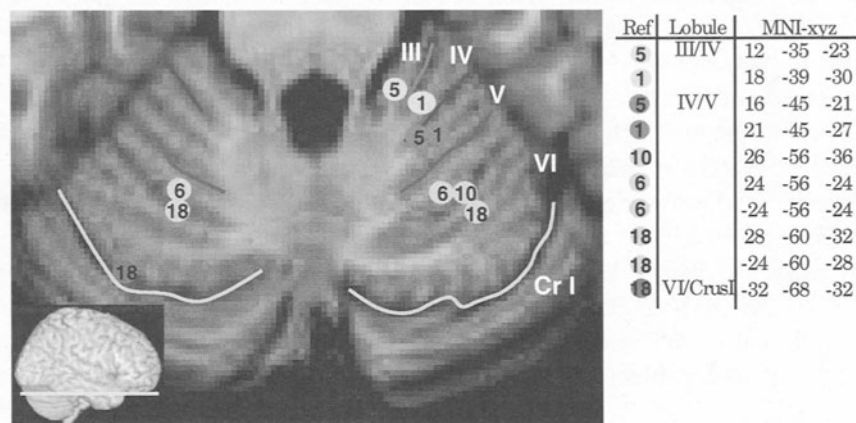 III
IV
V
VI
Cr I
5
1
5 1
6
18
6 10
18
18
Ref Lobule MNI-xyz
5 III/IV 12 -35 -23
1 18 -39 -30
5 IV/V 16 -45 -21
1 21 -45 -27
10 26 -56 -36
6 24 -56 -24
6 -24 -56 -24
18 28 -60 -32
18 -24 -60 -28
18 VI/CrusI -32 -68 -32